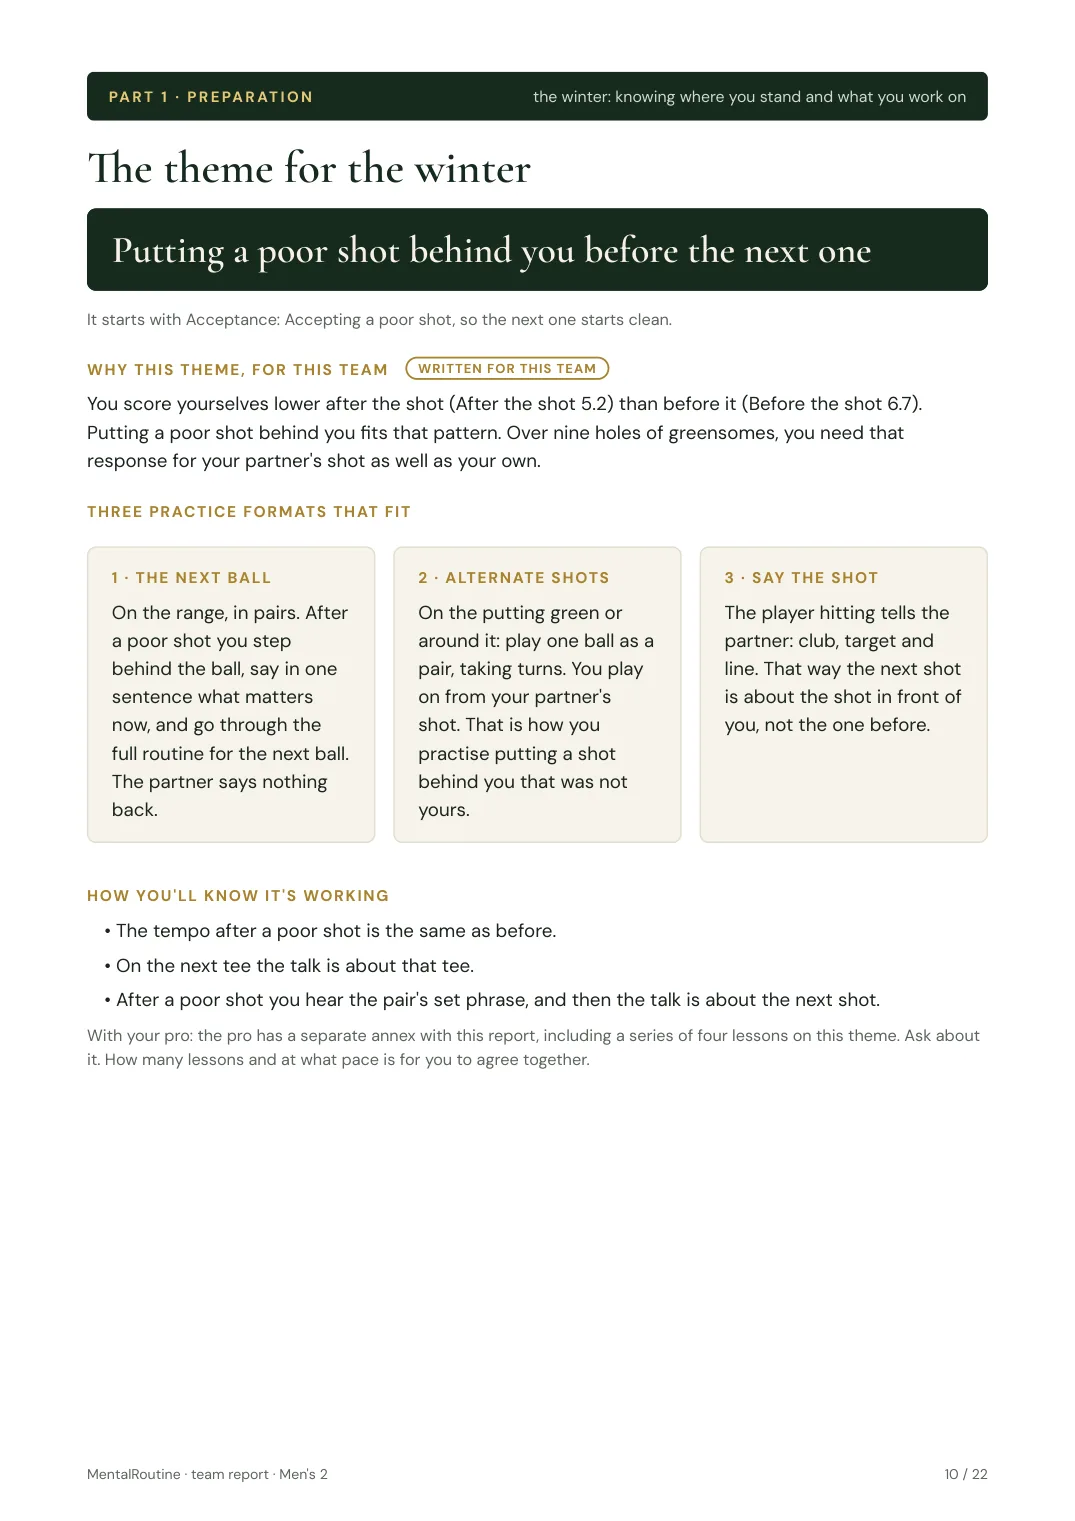 PART 1 · PREPARATION
the winter: knowing where you stand and what you work on
The theme for the winter
Putting a poor shot behind you before the next one
It starts with Acceptance: Accepting a poor shot, so the next one starts clean.
WHY THIS THEME, FOR THIS TEAM
WRITTEN FOR THIS TEAM
You score yourselves lower after the shot (After the shot 5.2) than before it (Before the shot 6.7).
Putting a poor shot behind you fits that pattern. Over nine holes of greensomes, you need that
response for your partner's shot as well as your own.
THREE PRACTICE FORMATS THAT FIT
1 · THE NEXT BALL
On the range, in pairs. After
a poor shot you step
behind the ball, say in one
sentence what matters
now, and go through the
full routine for the next ball.
The partner says nothing
back.
2 · ALTERNATE SHOTS
On the putting green or
around it: play one ball as a
pair, taking turns. You play
on from your partner's
shot. That is how you
practise putting a shot
behind you that was not
yours.
3 · SAY THE SHOT
The player hitting tells the
partner: club, target and
line. That way the next shot
is about the shot in front of
you, not the one before.
HOW YOU'LL KNOW IT'S WORKING
• The tempo after a poor shot is the same as before.
• On the next tee the talk is about that tee.
• After a poor shot you hear the pair's set phrase, and then the talk is about the next shot.
With your pro: the pro has a separate annex with this report, including a series of four lessons on this theme. Ask about
it. How many lessons and at what pace is for you to agree together.
MentalRoutine · team report · Men's 2
10 / 22